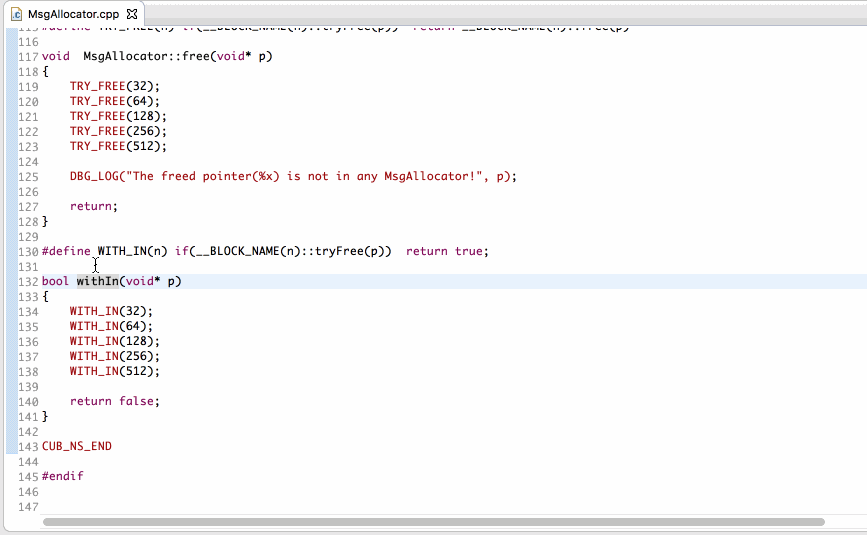 MsgAllocator.cpp
115 #define TRY_FREE(n) if(__BLOCK_NAME(n)::tryFree(p))  return __BLOCK_NAME(n)::free(p)
116
117 void  MsgAllocator::free(void* p)
118 {
119     TRY_FREE(32);
120     TRY_FREE(64);
121     TRY_FREE(128);
122     TRY_FREE(256);
123     TRY_FREE(512);
124
125     DBG_LOG("The freed pointer(%x) is not in any MsgAllocator!", p);
126
127     return;
128 }
129
130 #define WITH_IN(n) if(__BLOCK_NAME(n)::tryFree(p))  return true;
131
132 bool withIn(void* p)
133 {
134     WITH_IN(32);
135     WITH_IN(64);
136     WITH_IN(128);
137     WITH_IN(256);
138     WITH_IN(512);
139
140     return false;
141 }
142
143 CUB_NS_END
144
145 #endif
146
147